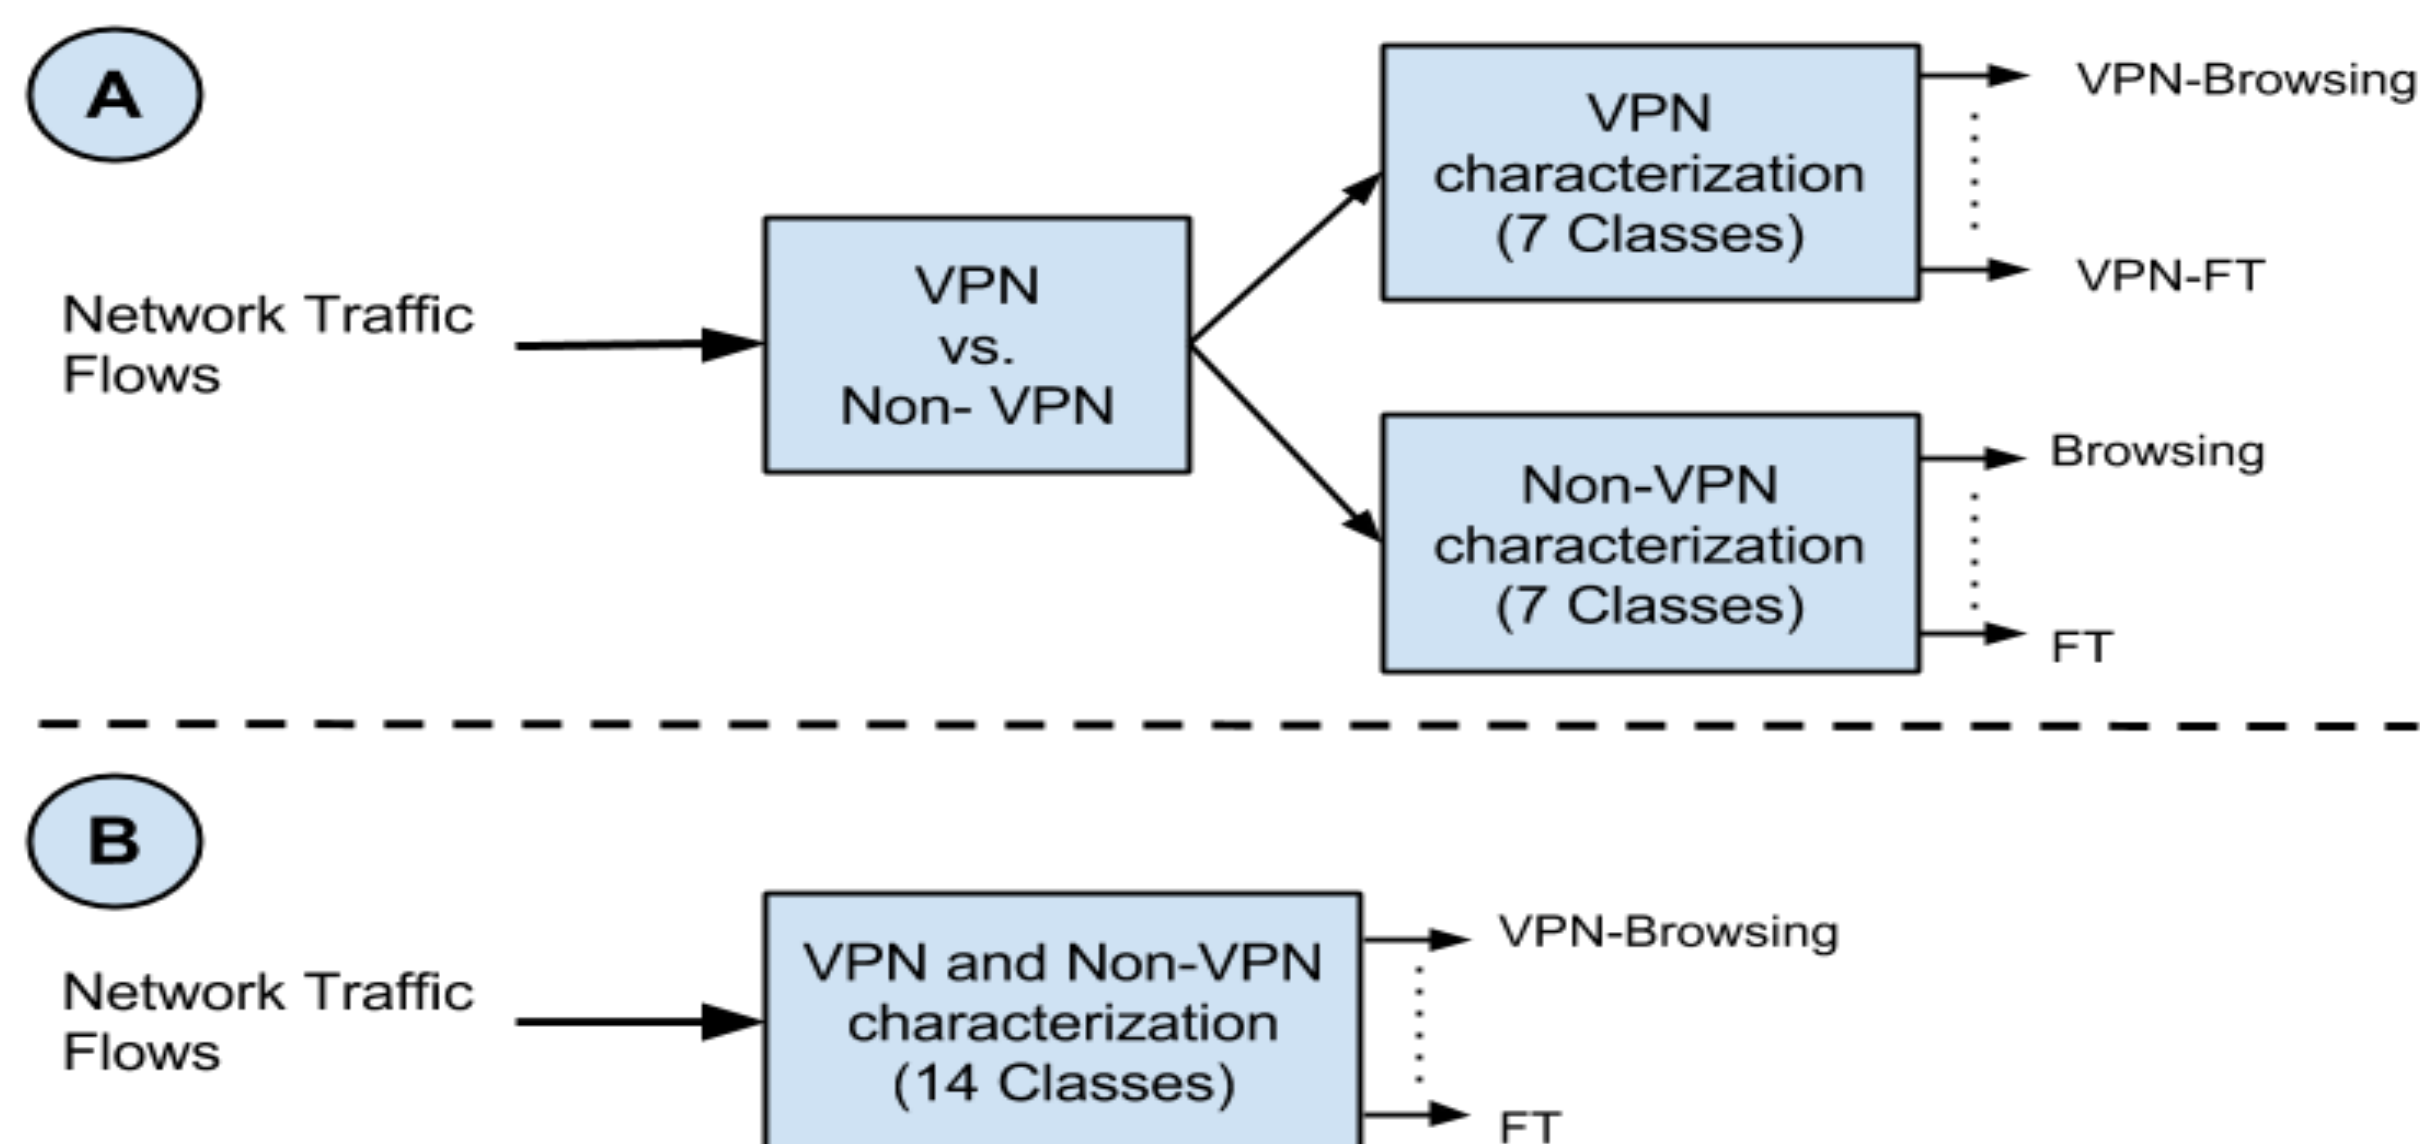 A
Network Traffic
Flows
VPN
vs.
Non- VPN
VPN
characterization
(7 Classes)
VPN-Browsing
VPN-FT
Non-VPN
characterization
(7 Classes)
Browsing
FT
B
Network Traffic
Flows
VPN and Non-VPN
characterization
(14 Classes)
VPN-Browsing
FT